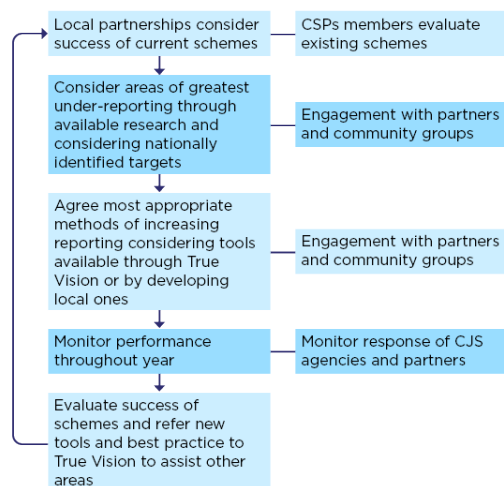 Local partnerships consider
success of current schemes
CSPs members evaluate
existing schemes
Consider areas of greatest
under-reporting through
available research and
considering nationally
identified targets
Engagement with partners
and community groups
Agree most appropriate
methods of increasing
reporting considering tools
available through True
Vision or by developing
local ones
Engagement with partners
and community groups
Monitor performance
throughout year
Monitor response of CJS
agencies and partners
Evaluate success of
schemes and refer new
tools and best practice to
True Vision to assist other
areas